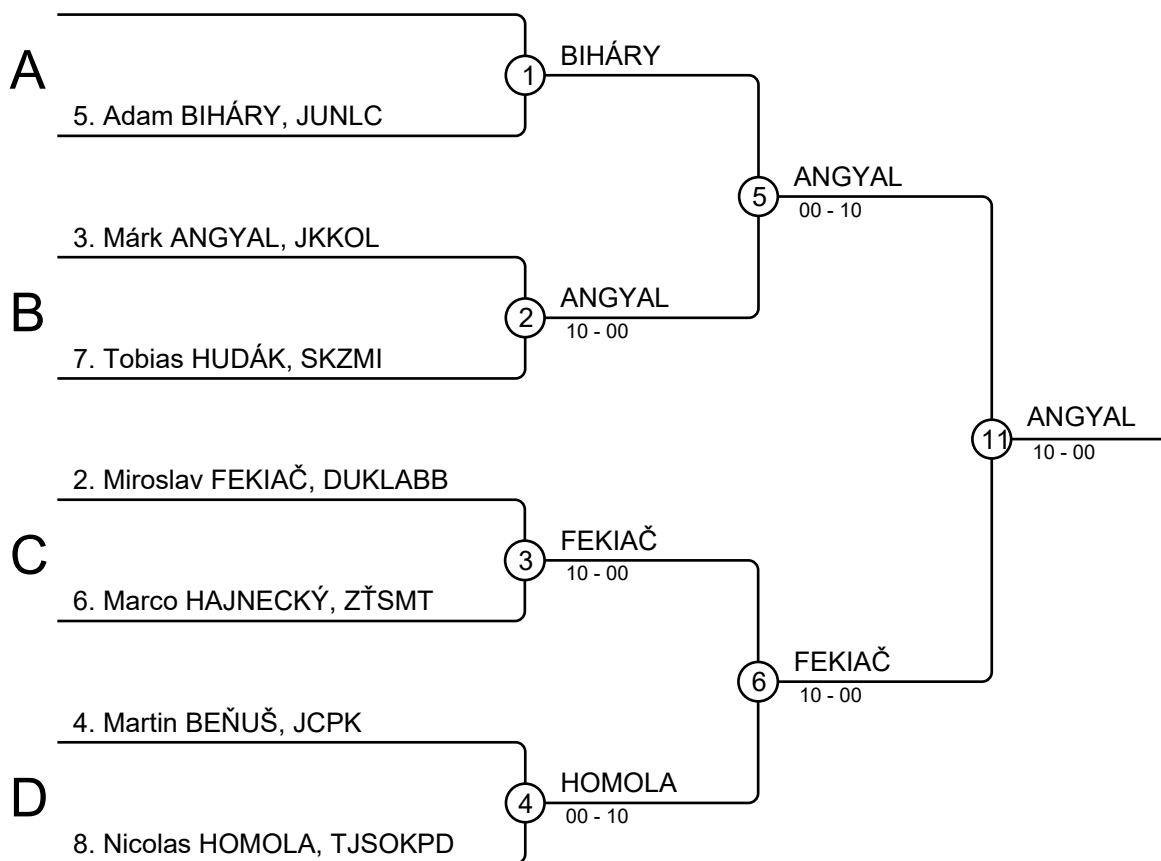 A
1
BIHÁRY
5. Adam BIHÁRY, JUNLC
5
ANGYAL
00 - 10
3. Márk ANGYAL, JKKOL
B
2
ANGYAL
10 - 00
7. Tobias HUDÁK, SKZMI
11
ANGYAL
10 - 00
2. Miroslav FEKIAČ, DUKLABB
C
3
FEKIAČ
10 - 00
6. Marco HAJNECKÝ, ZŤSMT
6
FEKIAČ
10 - 00
4. Martin BEŇUŠ, JCPK
D
4
HOMOLA
00 - 10
8. Nicolas HOMOLA, TJSOKPD